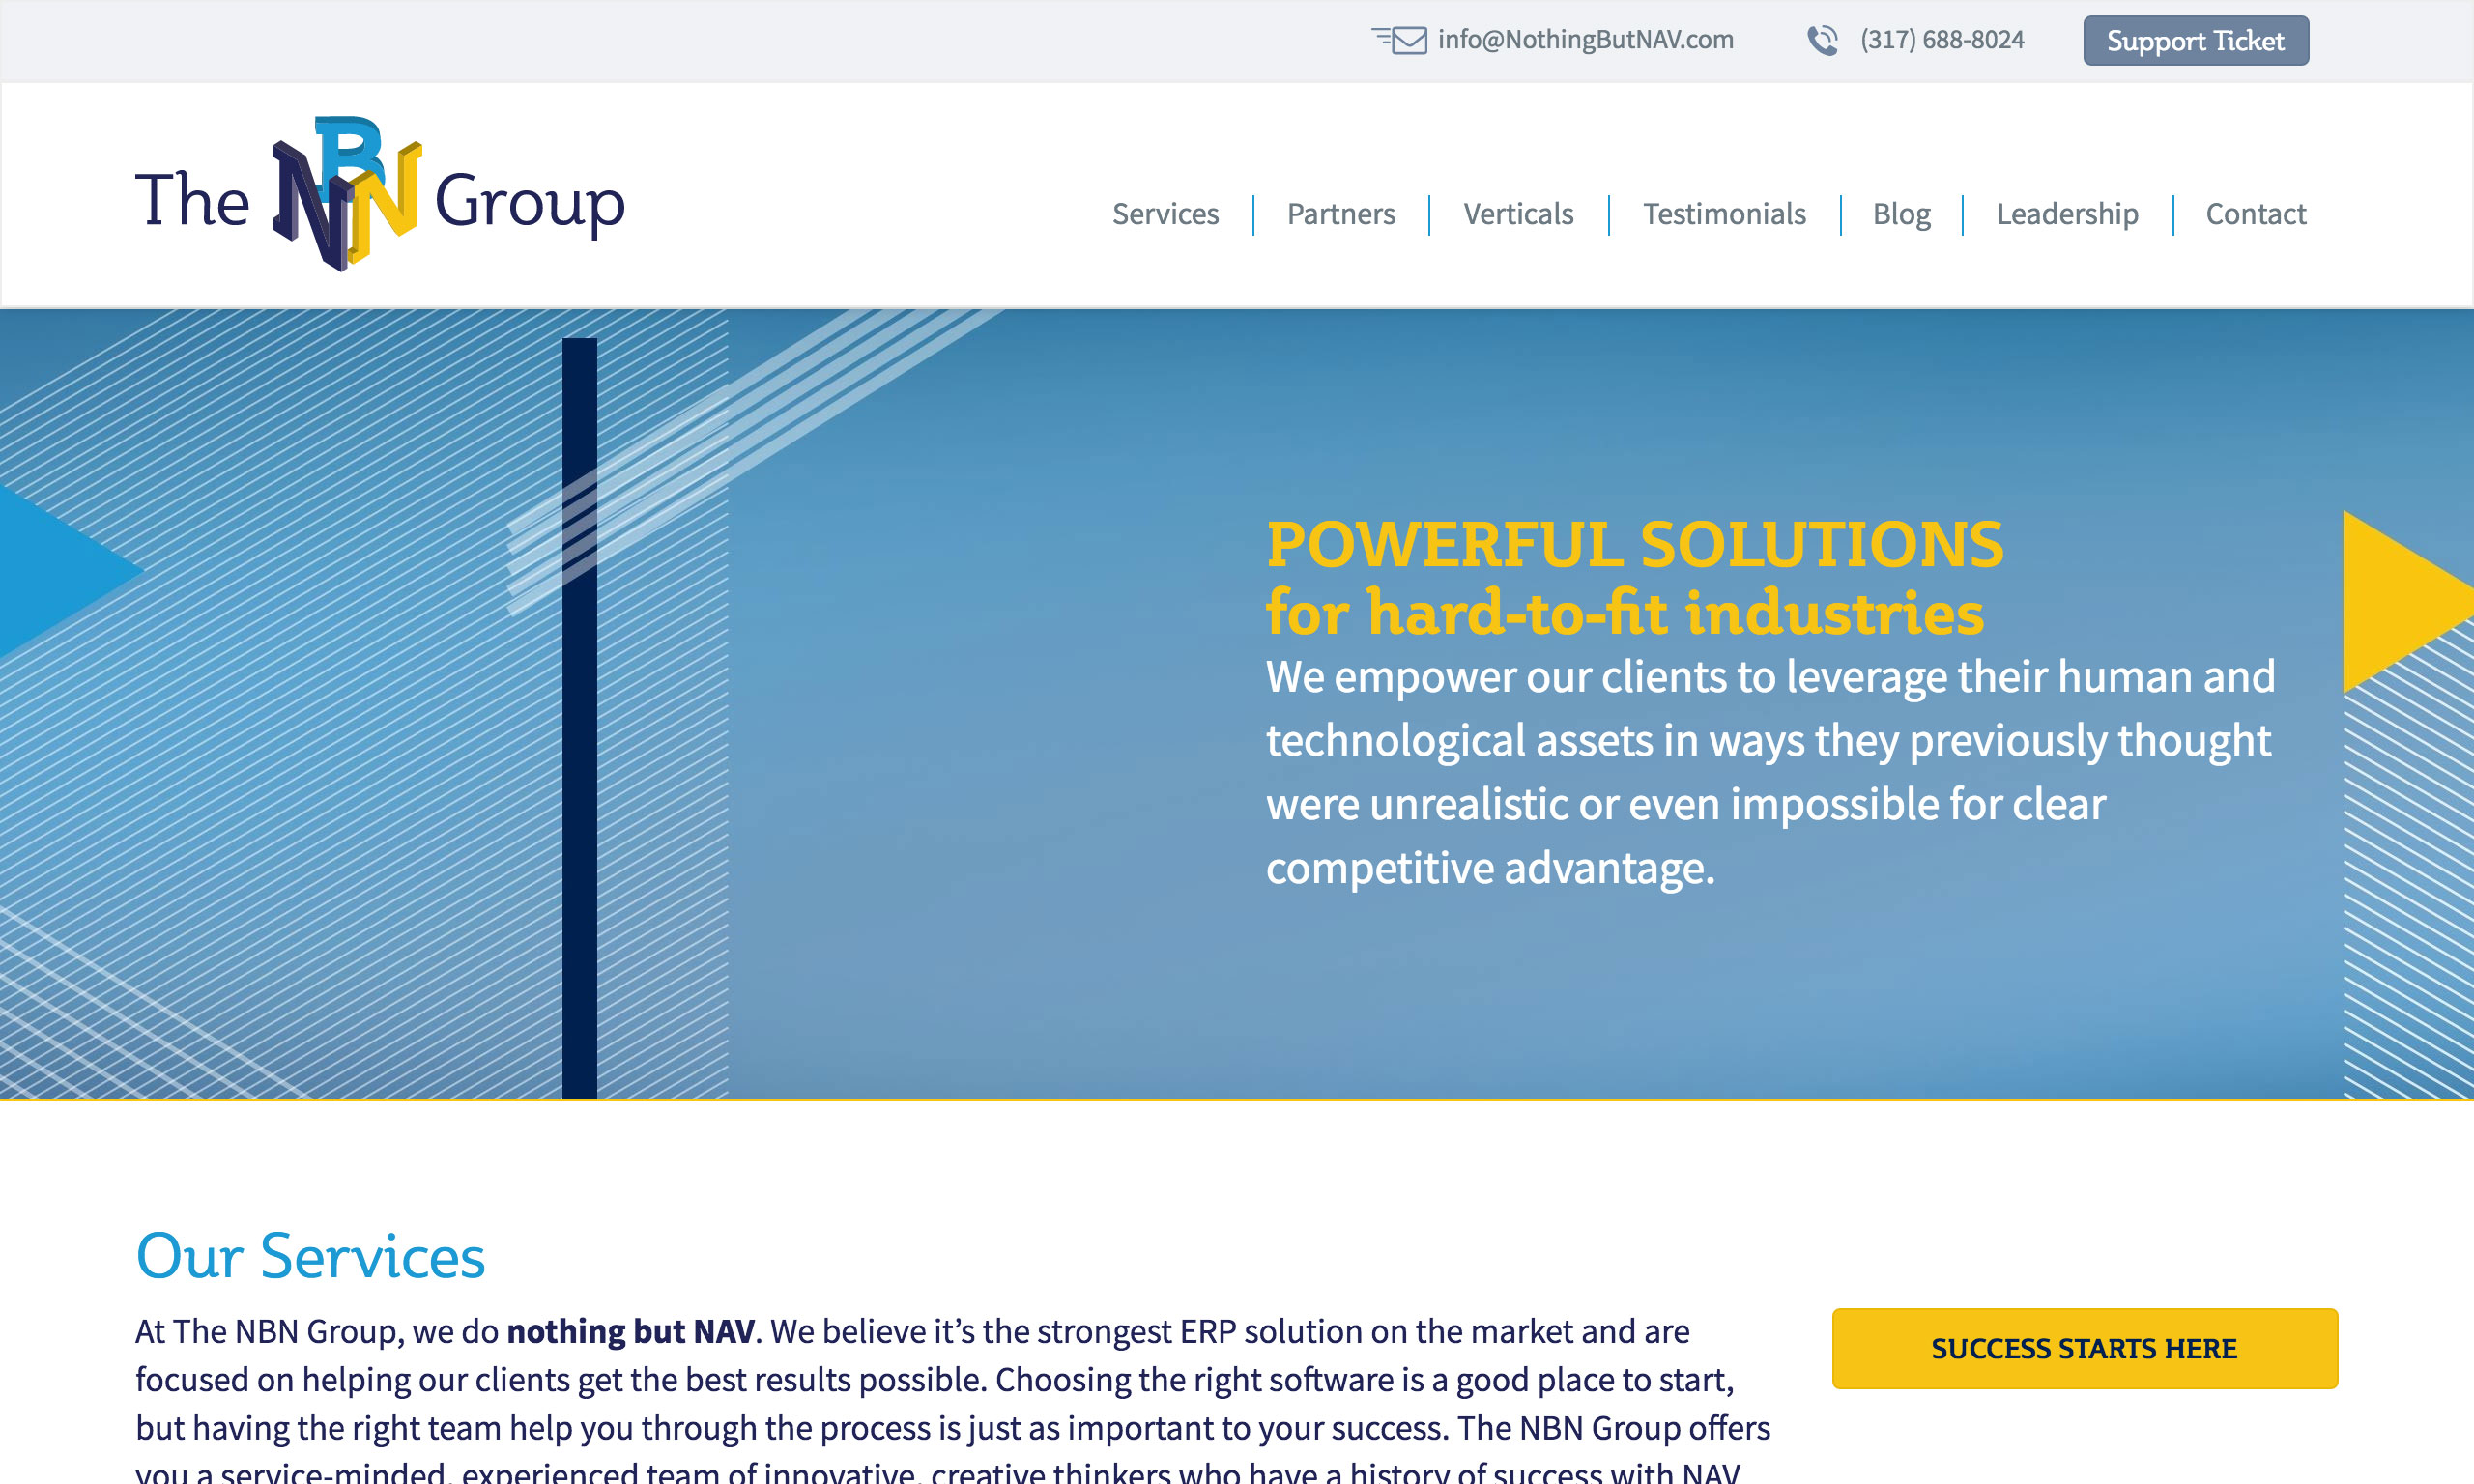 info@NothingButNAV.com (317) 688-8024 Support Ticket
The NBN Group
Services Partners Verticals Testimonials Blog Leadership Contact
POWERFUL SOLUTIONS
for hard-to-fit industries
We empower our clients to leverage their human and
technological assets in ways they previously thought
were unrealistic or even impossible for clear
competitive advantage.
Our Services
At The NBN Group, we do nothing but NAV. We believe it’s the strongest ERP solution on the market and are
focused on helping our clients get the best results possible. Choosing the right software is a good place to start,
but having the right team help you through the process is just as important to your success. The NBN Group offers
you a service-minded, experienced team of innovative, creative thinkers who have a history of success with NAV
SUCCESS STARTS HERE